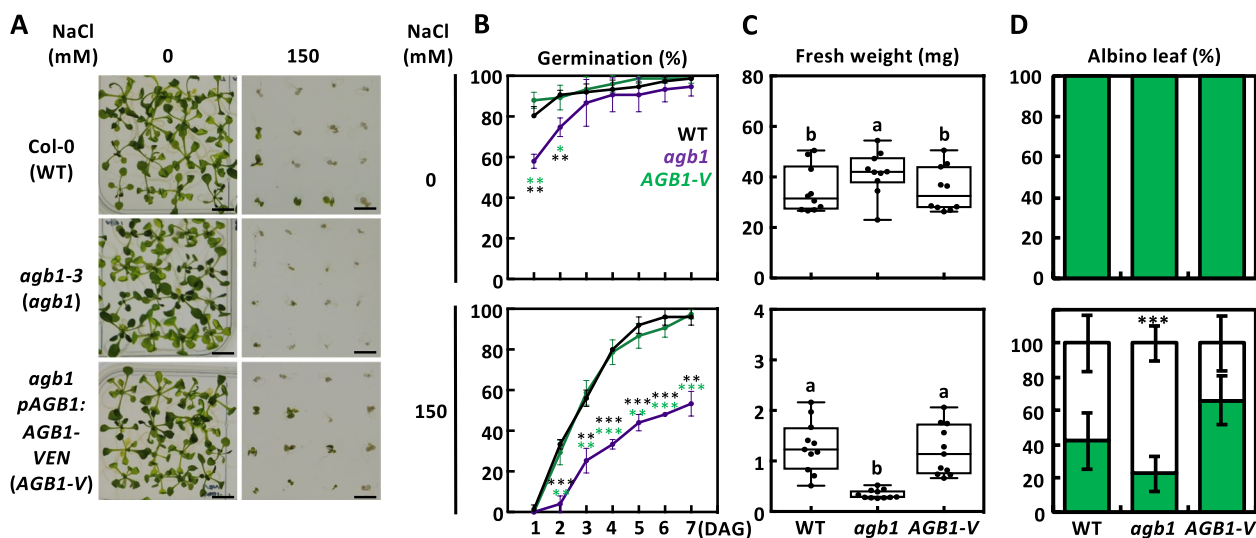 A
NaCl
(mM)
0
150
Col-0
(WT)
agb1-3
(agb1)
agb1
pAGB1:
AGB1-
VEN
(AGB1-V)
NaCl
(mM)
0
150
B
Germination (%)
100
80
60
40
20
0
WT
agb1
AGB1-V
**
**
*
**
100
80
60
40
20
0
***
**
**
**
***
***
***
**
***
***
**
***
1 2 3 4 5 6 7 (DAG)
C
Fresh weight (mg)
80
60
40
20
0
b a b
4
3
2
1
0
a b a
WT agb1 AGB1-V
D
Albino leaf (%)
100
80
60
40
20
0
100
80
60
40
20
0
***
WT agb1 AGB1-V